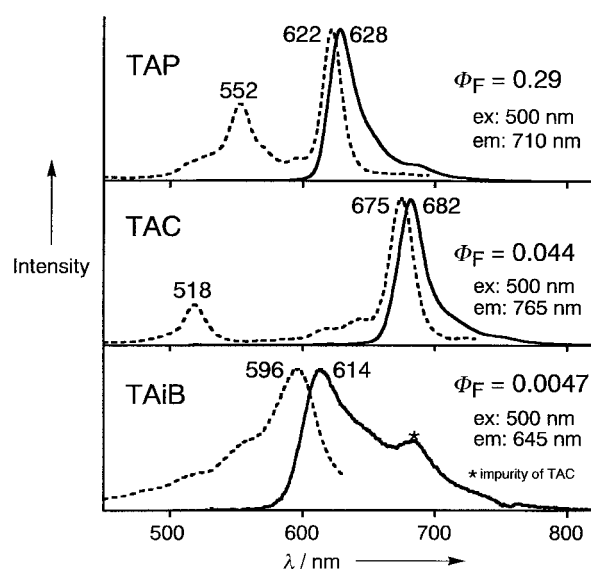 TAP
552
622
628
ΦF = 0.29
ex: 500 nm
em: 710 nm
TAC
518
675
682
ΦF = 0.044
ex: 500 nm
em: 765 nm
TAiB
596
614
ΦF = 0.0047
ex: 500 nm
em: 645 nm
*
* impurity of TAC
Intensity
500 600 700 800
λ / nm